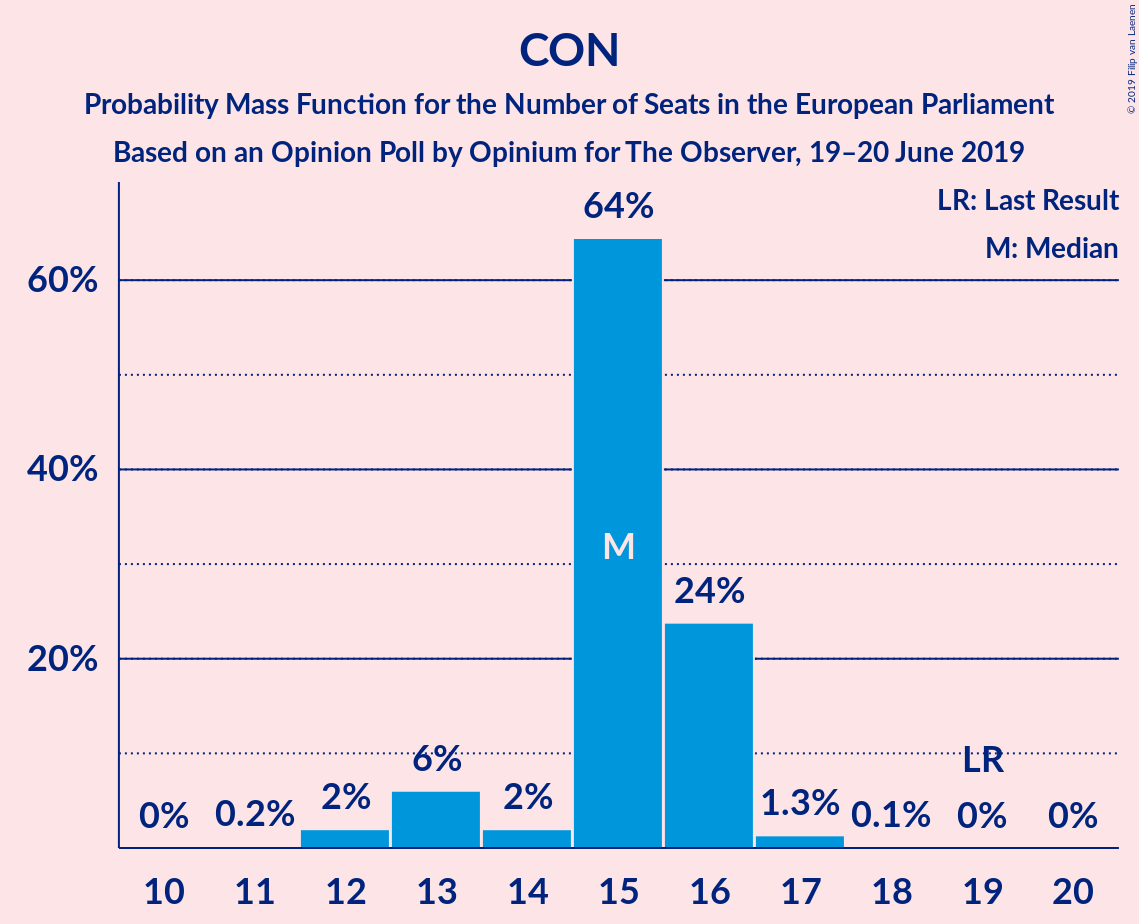 CON
Probability Mass Function for the Number of Seats in the European Parliament
Based on an Opinion Poll by Opinium for The Observer, 19–20 June 2019
© 2019 Filip van Laenen
LR: Last Result
M: Median
60%
40%
20%
0%
0.2%
2%
6%
2%
64%
M
24%
1.3%
0.1%
LR
0%
0%
10 11 12 13 14 15 16 17 18 19 20